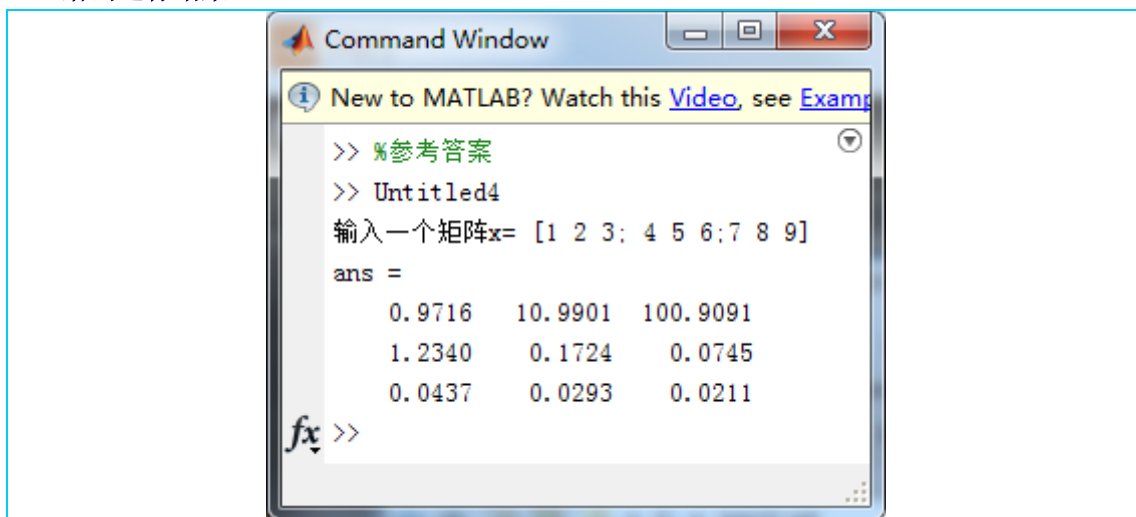 Command Window
New to MATLAB? Watch this Video, see Examp
>> %参考答案
>> Untitled4
输入一个矩阵x= [1 2 3; 4 5 6;7 8 9]
ans =
0.9716 10.9901 100.9091
1.2340 0.1724 0.0745
0.0437 0.0293 0.0211
fx >>